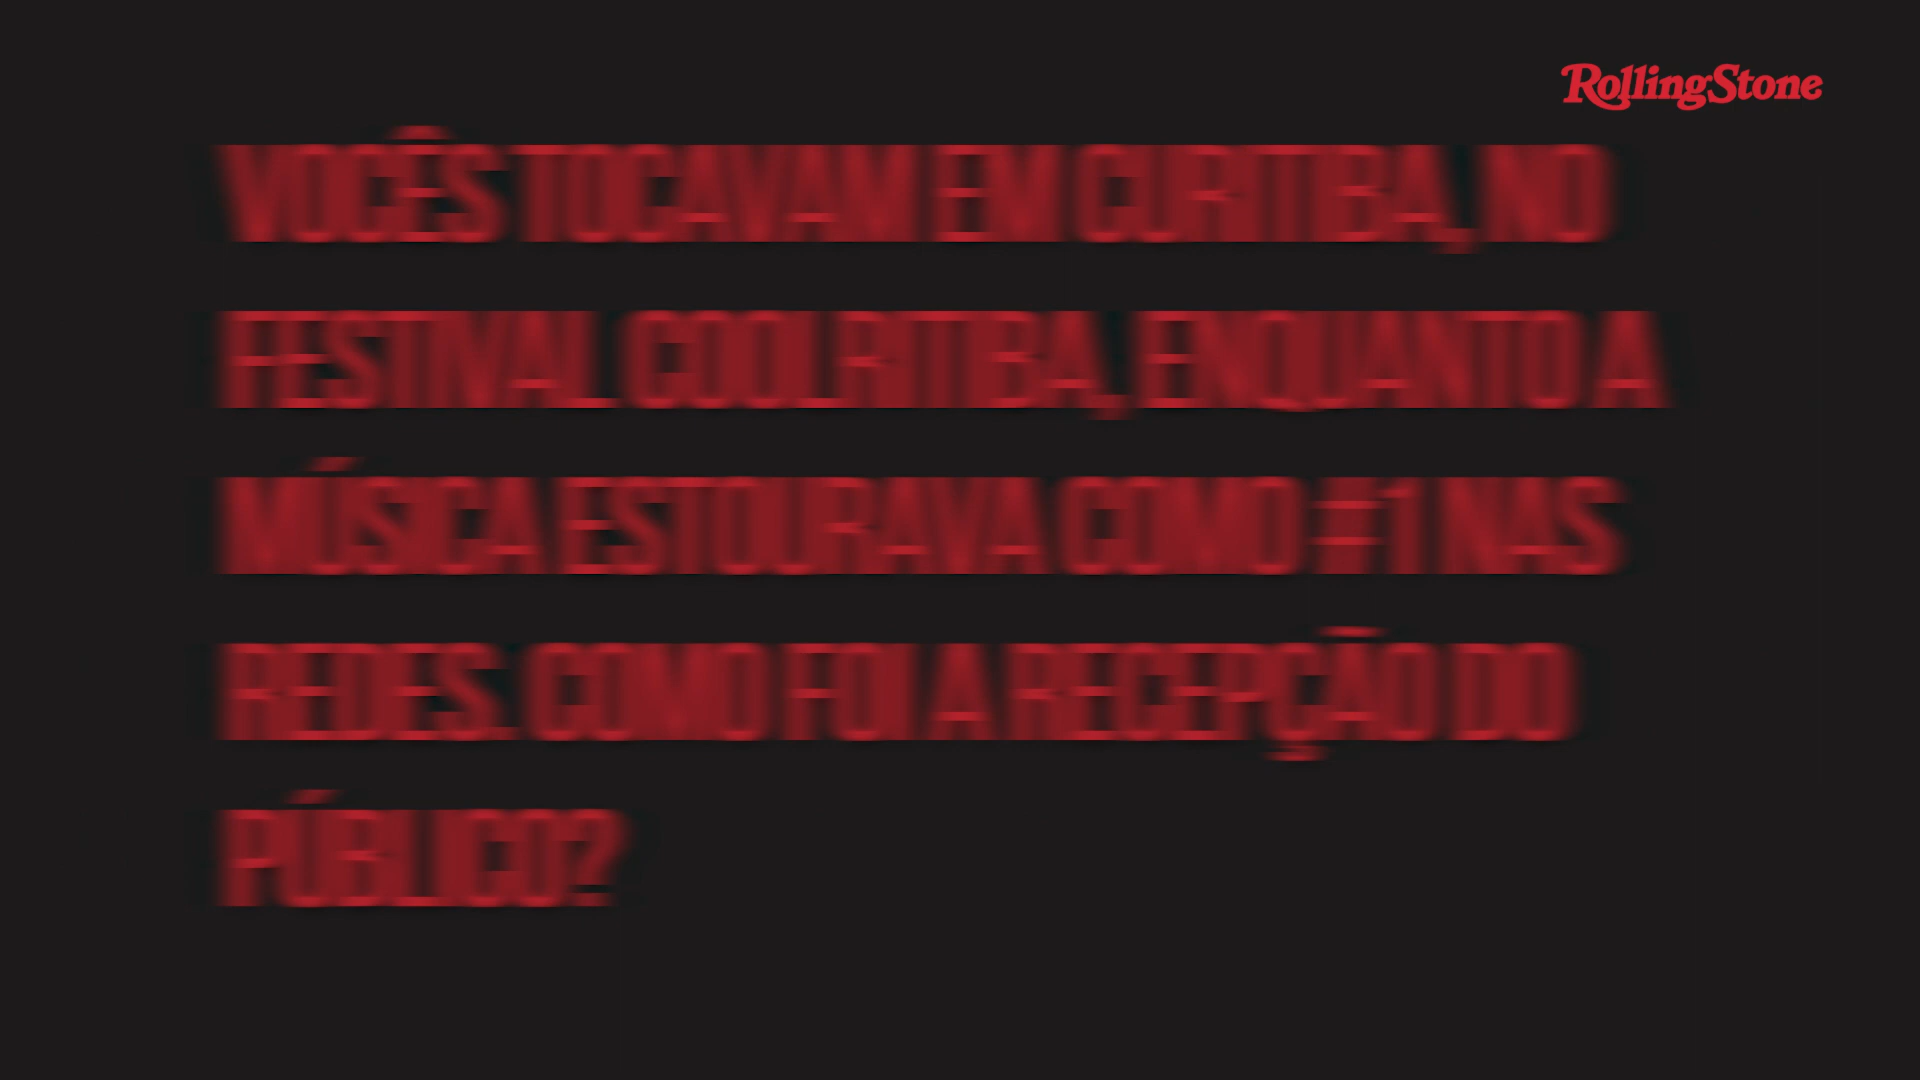 RollingStone
VOCÊS TOCAVAM EM CURITIBA, NO
FESTIVAL COOLRITIBA, ENQUANTO A
MÚSICA ESTOURAVA COMO #1 NAS
REDES. COMO FOI A RECEPÇÃO DO
PÚBLICO?